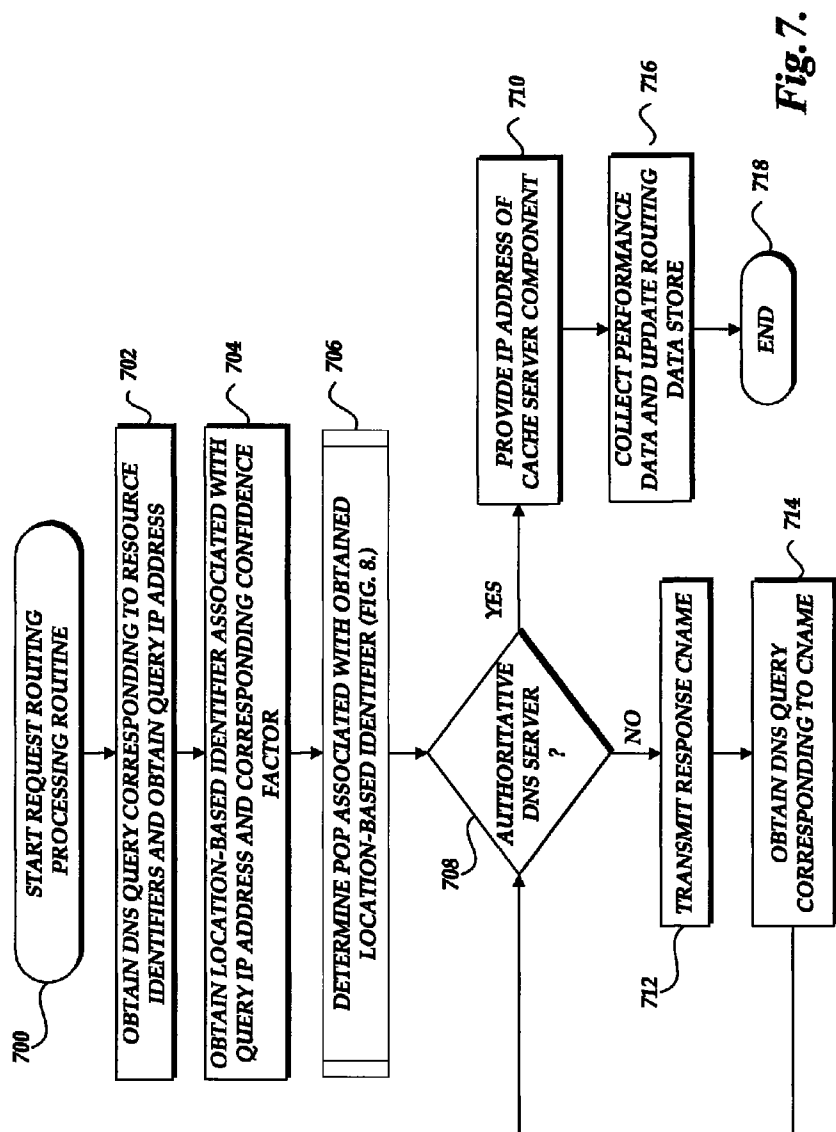 700
START REQUEST ROUTING
PROCESSING ROUTINE
702
OBTAIN DNS QUERY CORRESPONDING TO RESOURCE
IDENTIFIERS AND OBTAIN QUERY IP ADDRESS
704
OBTAIN LOCATION-BASED IDENTIFIER ASSOCIATED WITH
QUERY IP ADDRESS AND CORRESPONDING CONFIDENCE
FACTOR
706
DETERMINE POP ASSOCIATED WITH OBTAINED
LOCATION-BASED IDENTIFIER (FIG. 8.)
708
AUTHORITATIVE
DNS SERVER
?
YES
710
PROVIDE IP ADDRESS OF
CACHE SERVER COMPONENT
716
COLLECT PERFORMANCE
DATA AND UPDATE ROUTING
DATA STORE
718
END
NO
712
TRANSMIT RESPONSE CNAME
714
OBTAIN DNS QUERY
CORRESPONDING TO CNAME
Fig.7.